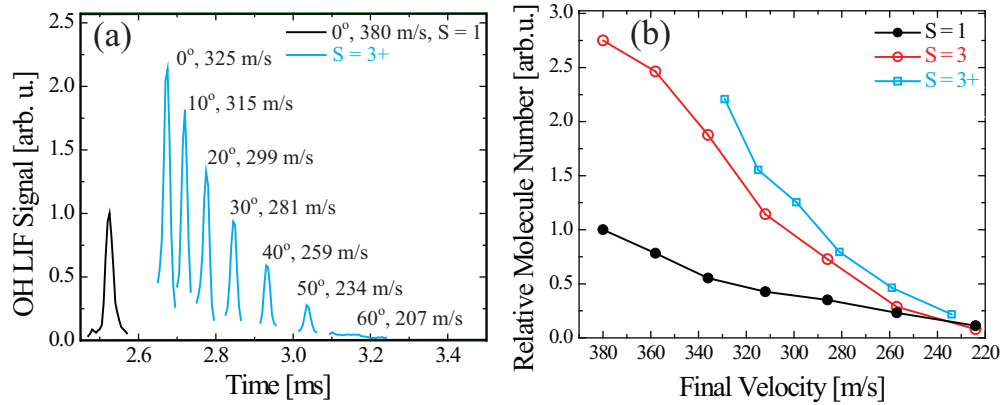 (a)
0°, 380 m/s, S = 1
S = 3+
0°, 325 m/s
10°, 315 m/s
20°, 299 m/s
30°, 281 m/s
40°, 259 m/s
50°, 234 m/s
60°, 207 m/s
OH LIF Signal [arb. u.]
2.5
2.0
1.5
1.0
0.5
0.0
2.6 2.8 3.0 3.2 3.4
Time [ms]
(b)
S = 1
S = 3
S = 3+
Relative Molecule Number [arb.u.]
3.0
2.5
2.0
1.5
1.0
0.5
0.0
380 360 340 320 300 280 260 240 220
Final Velocity [m/s]